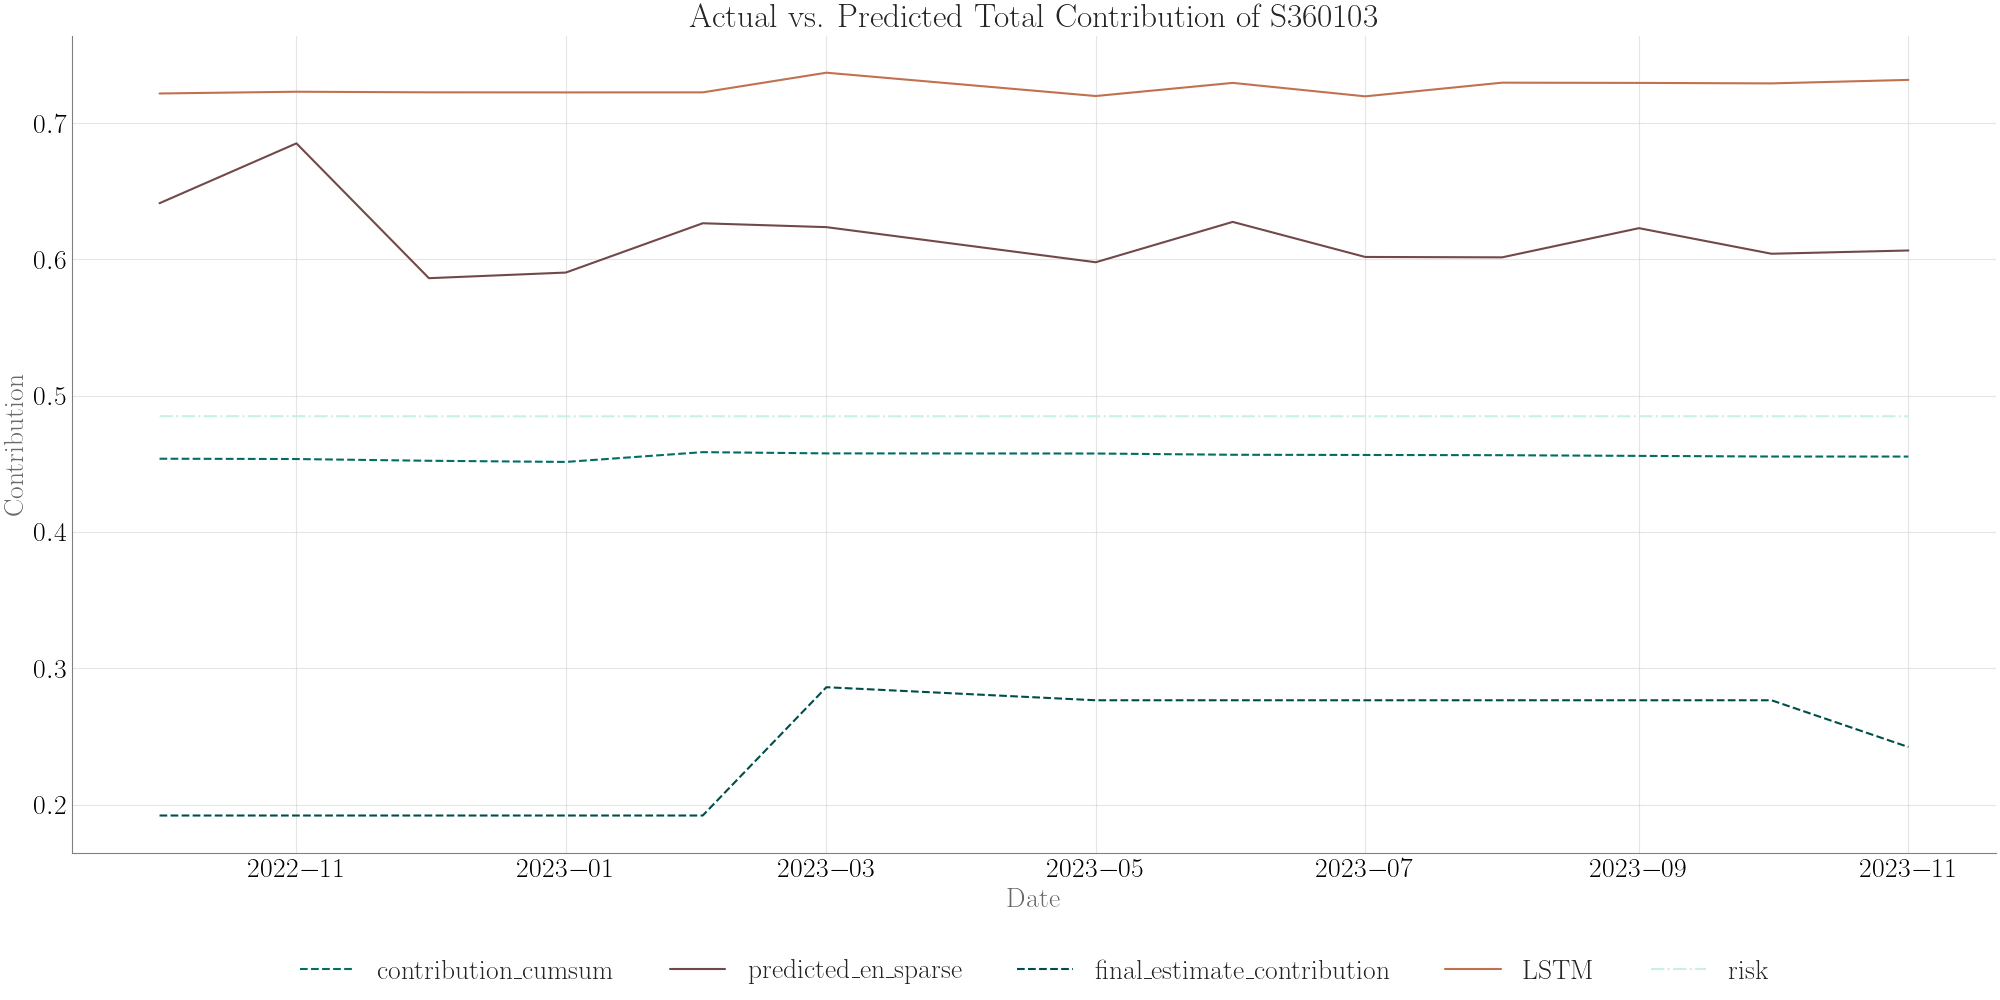 Actual vs. Predicted Total Contribution of S360103
Contribution
0.7
0.6
0.5
0.4
0.3
0.2
2022–11 2023–01 2023–03 2023–05 2023–07 2023–09 2023–11
Date
contribution_cumsum predicted_en_sparse final_estimate_contribution LSTM risk